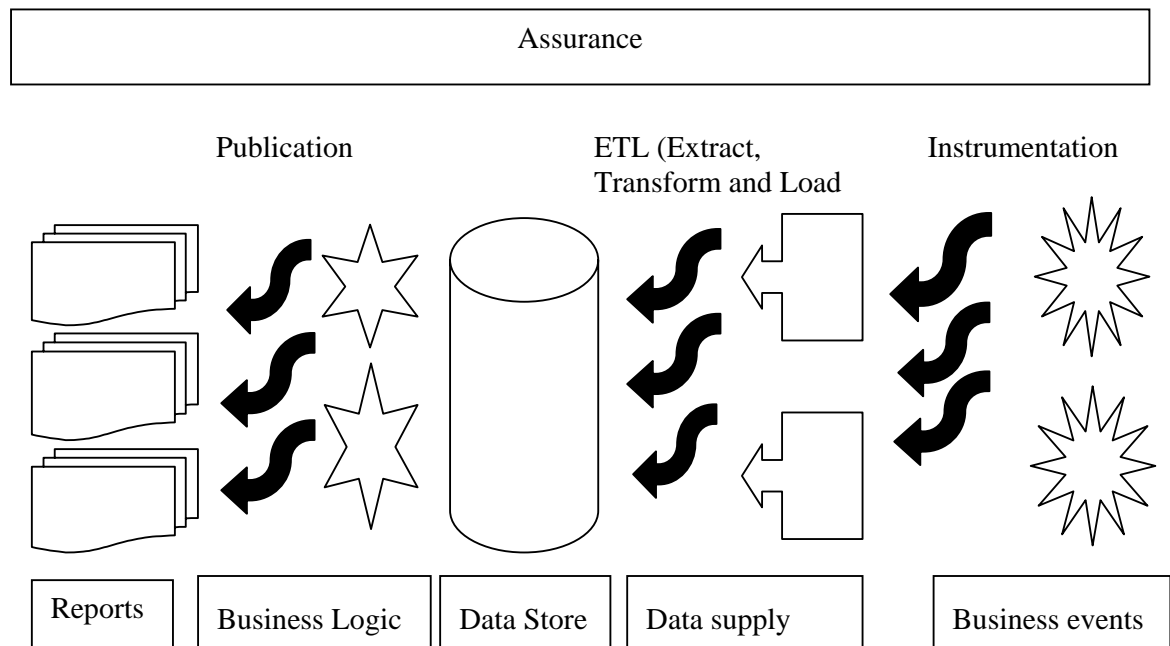 Assurance
Publication
ETL (Extract,
Transform and Load
Instrumentation
Reports
Business Logic
Data Store
Data supply
Business events